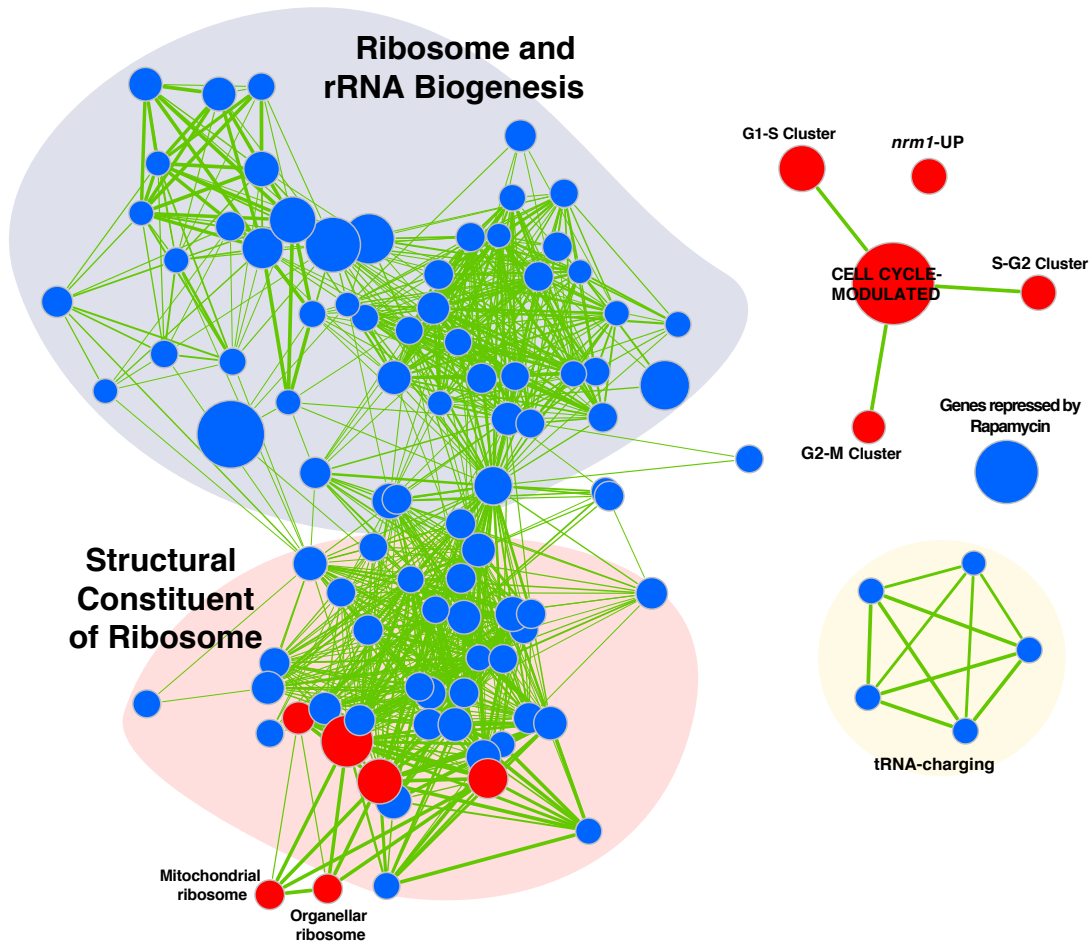 Ribosome and
rRNA Biogenesis
G1-S Cluster
nrm1-UP
CELL CYCLE-
MODULATED
S-G2 Cluster
G2-M Cluster
Genes repressed by
Rapamycin
Structural
Constituent
of Ribosome
tRNA-charging
Mitochondrial
ribosome
Organellar
ribosome